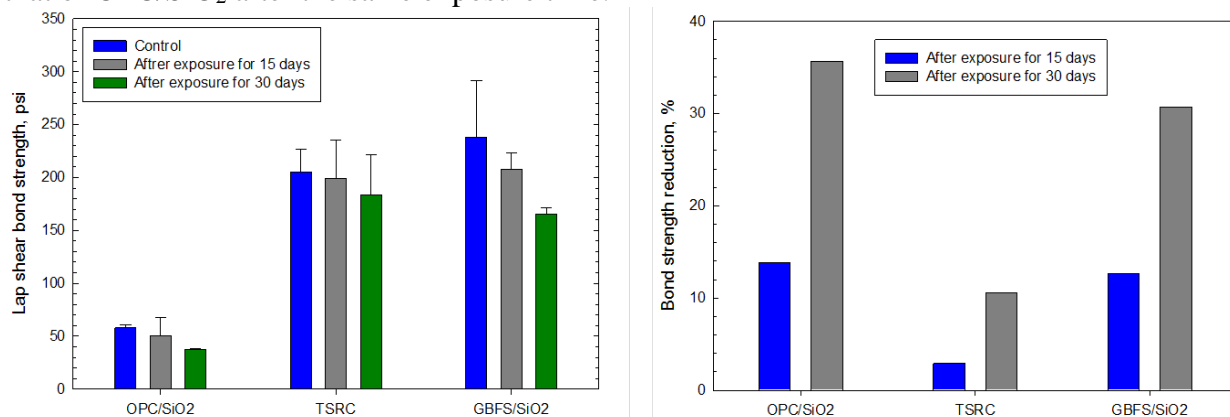 350
300
250
200
150
100
50
0
Lap shear bond strength, psi
Control
Afrer exposure for 15 days
After exposure for 30 days
OPC/SiO2
TSRC
GBFS/SiO2
40
30
20
10
0
Bond strength reduction, %
After exposure for 15 days
After exposure for 30 days
OPC/SiO2
TSRC
GBFS/SiO2